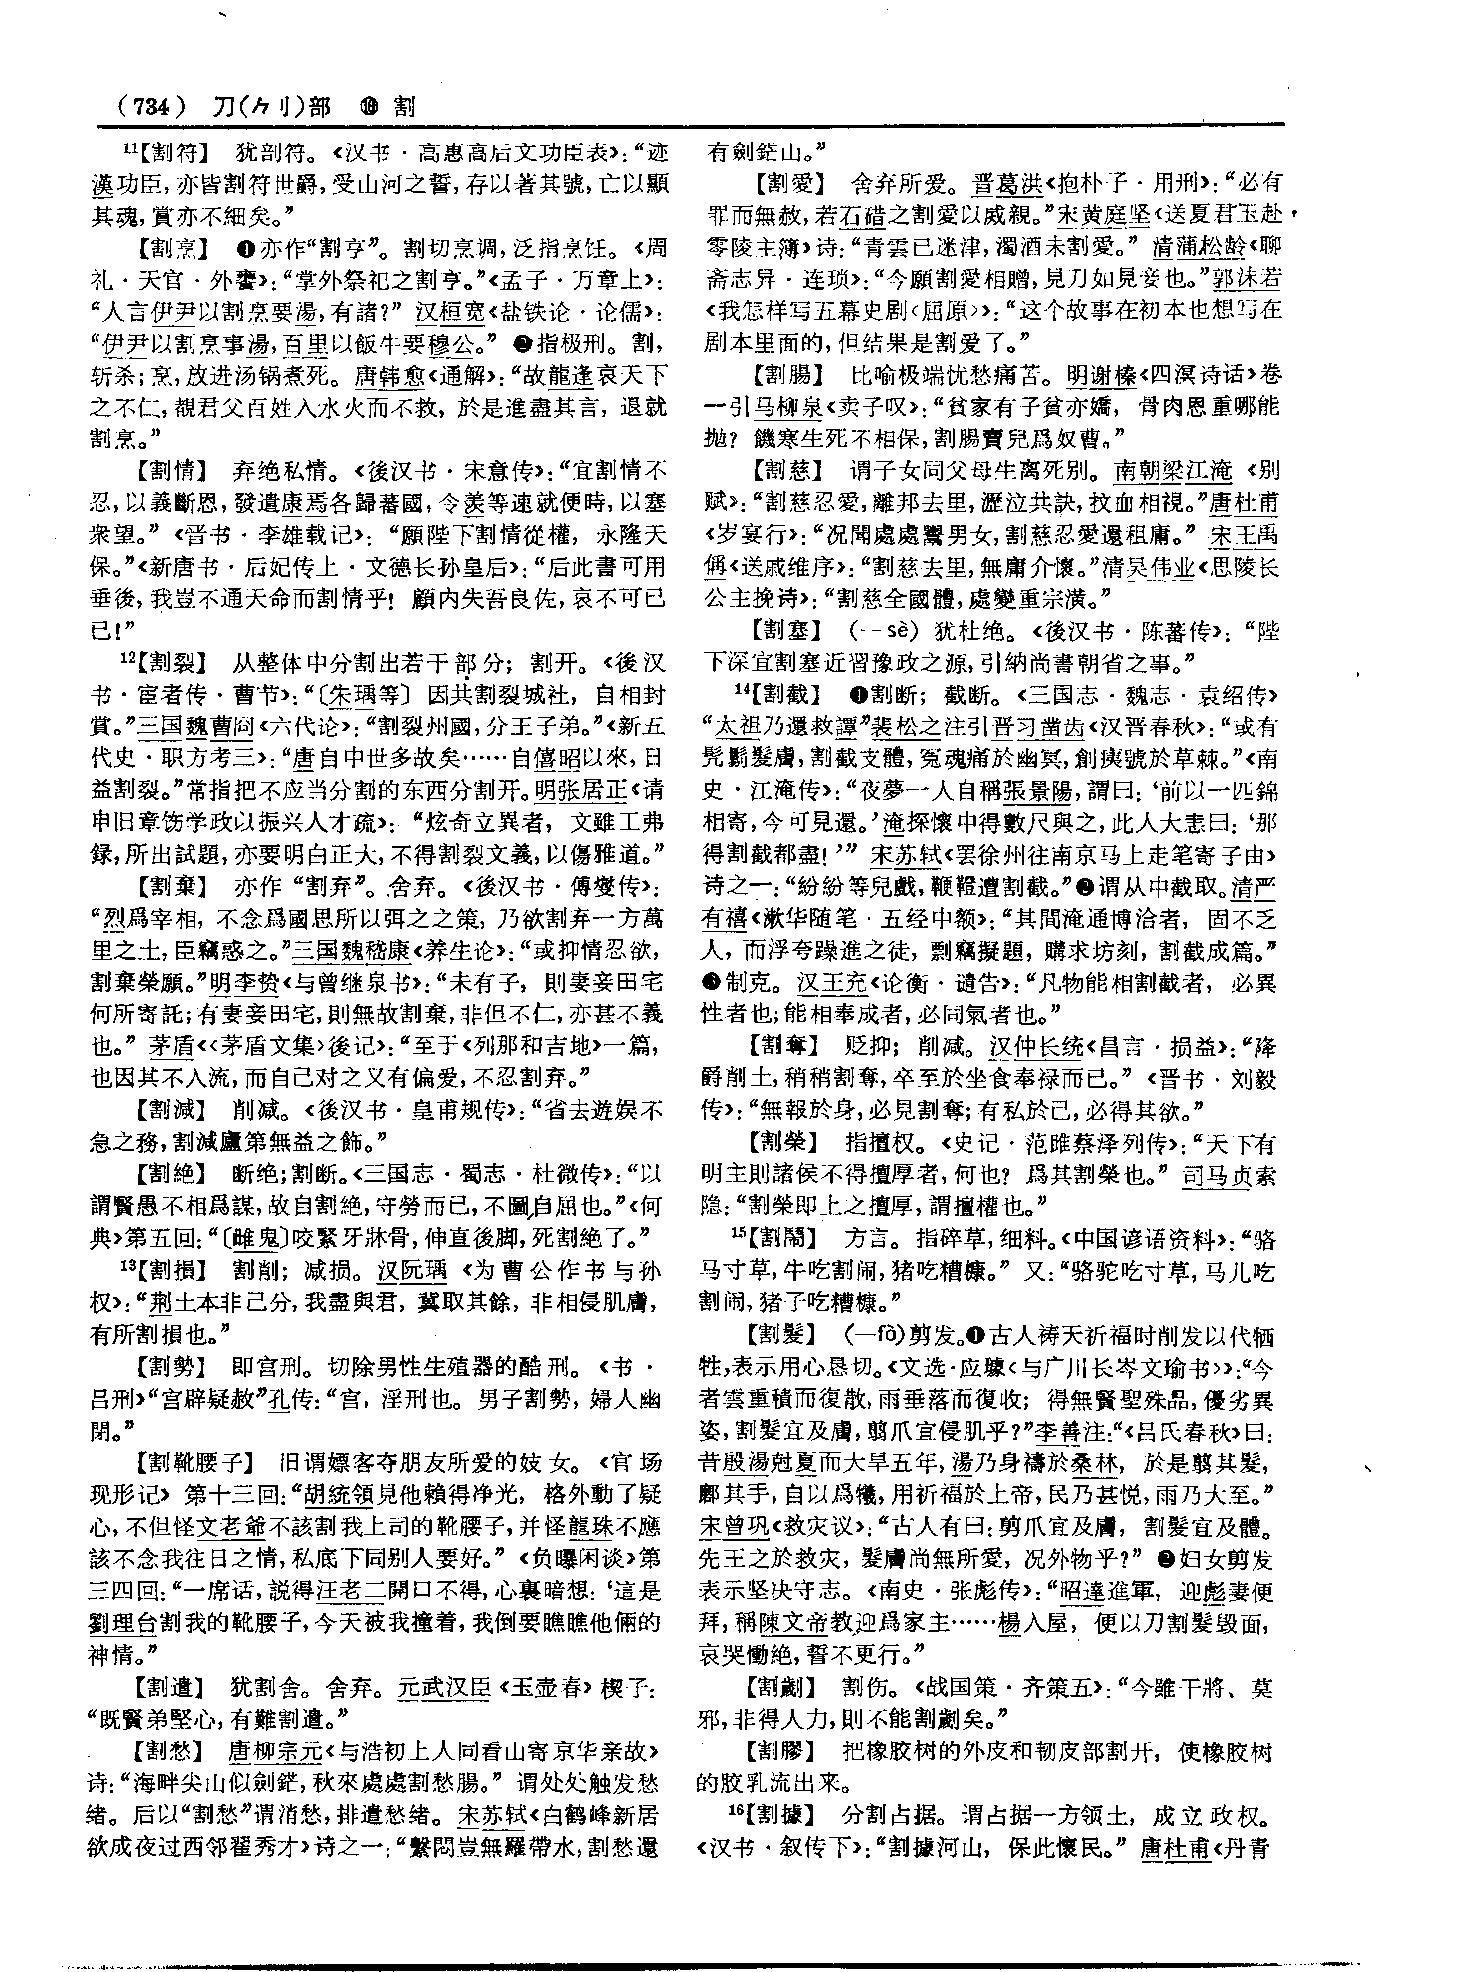 (734) 刀(⺈刂)部 ❿ 割
¹¹【割符】 犹剖符。《汉书·高惠高后文功臣表》：“迹
漢功臣，亦皆割符世爵，受山河之誓，存以著其號，亡以顯
其魂，賞亦不細矣。”
【割烹】 ❶亦作“割亨”。割切烹调，泛指烹饪。《周
礼·天官·外饔》：“掌外祭祀之割亨。”《孟子·万章上》：
“人言伊尹以割烹要湯，有諸？” 汉桓宽《盐铁论·论儒》：
“伊尹以割烹事湯，百里以飯牛要穆公。” ❷指极刑。割，
斩杀；烹，放进汤锅煮死。唐韩愈《通解》：“故龍逢哀天下
之不仁，覩君父百姓入水火而不救，於是進盡其言，退就
割烹。”
【割情】 弃绝私情。《後汉书·宋意传》：“宜割情不
忍，以義斷恩，發遣康焉各歸蕃國，令羨等速就便時，以塞
衆望。”《晋书·李雄载记》：“願陛下割情從權，永隆天
保。”《新唐书·后妃传上·文德长孙皇后》：“后此書可用
垂後，我豈不通天命而割情乎！顧内失吾良佐，哀不可已
已！”
¹²【割裂】 从整体中分割出若干部分；割开。《後汉
书·宦者传·曹节》：“〔朱瑀等〕因共割裂城社，自相封
賞。”三国魏曹冏《六代论》：“割裂州國，分王子弟。”《新五
代史·职方考三》：“唐自中世多故矣……自僖昭以來，日
益割裂。”常指把不应当分割的东西分割开。明张居正《请
申旧章饬学政以振兴人才疏》：“炫奇立異者，文雖工弗
録，所出試題，亦要明白正大，不得割裂文義，以傷雅道。”
【割棄】 亦作“割弃”。舍弃。《後汉书·傅燮传》：
“烈爲宰相，不念爲國思所以弭之之策，乃欲割弃一方萬
里之土，臣竊惑之。”三国魏嵇康《养生论》：“或抑情忍欲，
割棄榮願。”明李贽《与曾继泉书》：“未有子，則妻妾田宅
何所寄託；有妻妾田宅，則無故割棄，非但不仁，亦甚不義
也。” 茅盾《〈茅盾文集〉後记》：“至于《列那和吉地》一篇，
也因其不入流，而自己对之又有偏爱，不忍割弃。”
【割減】 削减。《後汉书·皇甫规传》：“省去遊娱不
急之務，割減廬第無益之飾。”
【割絶】 断绝；割断。《三国志·蜀志·杜微传》：“以
謂賢愚不相爲謀，故自割絶，守勞而已，不圖自屈也。”《何
典》第五回：“〔雌鬼〕咬緊牙牀骨，伸直後脚，死割絶了。”
¹³【割損】 割削；减损。汉阮瑀《为曹公作书与孙
权》：“荆土本非己分，我盡與君，冀取其餘，非相侵肌膚，
有所割損也。”
【割勢】 即宫刑。切除男性生殖器的酷刑。《书·
吕刑》“宫辟疑赦”孔传：“宫，淫刑也。男子割勢，婦人幽
閉。”
【割靴腰子】 旧谓嫖客夺朋友所爱的妓女。《官场
现形记》第十三回：“胡統領見他賴得净光，格外動了疑
心，不但怪文老爺不該割我上司的靴腰子，并怪龍珠不應
該不念我往日之情，私底下同别人要好。”《负曝闲谈》第
三四回：“一席话，説得汪老二開口不得，心裏暗想：‘這是
劉理台割我的靴腰子，今天被我撞着，我倒要瞧瞧他倆的
神情。”
【割遣】 犹割舍。舍弃。元武汉臣《玉壶春》楔子：
“既賢弟堅心，有難割遣。”
【割愁】 唐柳宗元《与浩初上人同看山寄京华亲故》
诗：“海畔尖山似劍鋩，秋來處處割愁腸。” 谓处处触发愁
绪。后以“割愁”谓消愁，排遣愁绪。宋苏轼《白鹤峰新居
欲成夜过西邻翟秀才》诗之一：“繫悶豈無羅帶水，割愁還
有劍鋩山。”
【割愛】 舍弃所爱。晋葛洪《抱朴子·用刑》：“必有
罪而無赦，若石碏之割愛以威親。”宋黄庭坚《送夏君玉赴
零陵主簿》诗：“青雲已迷津，濁酒未割愛。” 清蒲松龄《聊
斋志异·连琐》：“今願割愛相贈，見刀如見妾也。”郭沫若
《我怎样写五幕史剧〈屈原〉》：“这个故事在初本也想写在
剧本里面的，但结果是割爱了。”
【割腸】 比喻极端忧愁痛苦。明谢榛《四溟诗话》卷
一引马柳泉《卖子叹》：“貧家有子貧亦嬌，骨肉恩重哪能
抛？饑寒生死不相保，割腸賣兒爲奴曹。”
【割慈】 谓子女同父母生离死别。南朝梁江淹《别
赋》：“割慈忍愛，離邦去里，瀝泣共訣，抆血相視。”唐杜甫
《岁宴行》：“况聞處處鬻男女，割慈忍愛還租庸。” 宋王禹
偁《送戚维序》：“割慈去里，無庸介懷。”清吴伟业《思陵长
公主挽诗》：“割慈全國體，處變重宗潢。”
【割塞】 (--sè) 犹杜绝。《後汉书·陈蕃传》：“陛
下深宜割塞近習豫政之源，引納尚書朝省之事。”
¹⁴【割截】 ❶割断；截断。《三国志·魏志·袁绍传》
“太祖乃還救譚”裴松之注引晋习凿齿《汉晋春秋》：“或有
髡鬄髮膚，割截支體，冤魂痛於幽冥，創痍號於草棘。”《南
史·江淹传》：“夜夢一人自稱張景陽，謂曰：‘前以一匹錦
相寄，今可見還。’淹探懷中得數尺與之，此人大恚曰：‘那
得割截都盡！’” 宋苏轼《罢徐州往南京马上走笔寄子由》
诗之一：“紛紛等兒戲，鞭鐙遭割截。”❷谓从中截取。清严
有禧《漱华随笔·五经中额》：“其間淹通博洽者，固不乏
人，而浮夸躁進之徒，剽竊擬題，購求坊刻，割截成篇。”
❸制克。汉王充《论衡·谴告》：“凡物能相割截者，必異
性者也；能相奉成者，必同氣者也。”
【割奪】 贬抑；削减。汉仲长统《昌言·损益》：“降
爵削土，稍稍割奪，卒至於坐食奉禄而已。”《晋书·刘毅
传》：“無報於身，必見割奪；有私於己，必得其欲。”
【割榮】 指擅权。《史记·范雎蔡泽列传》：“天下有
明主則諸侯不得擅厚者，何也？爲其割榮也。” 司马贞索
隐：“割榮即上之擅厚，謂擅權也。”
¹⁵【割鬧】 方言。指碎草，细料。《中国谚语资料》：“骆
马寸草，牛吃割闹，猪吃糟糠。” 又：“骆驼吃寸草，马儿吃
割闹，猪子吃糟糠。”
【割髮】 (—fà)剪发。❶古人祷天祈福时削发以代牺
牲，表示用心恳切。《文选·应璩〈与广川长岑文瑜书〉》：“今
者雲重積而復散，雨垂落而復收；得無賢聖殊品，優劣異
姿，割髮宜及膚，翦爪宜侵肌乎？”李善注：“《吕氏春秋》曰：
昔殷湯尅夏而大旱五年，湯乃身禱於桑林，於是翦其髮，
鄜其手，自以爲犧，用祈福於上帝，民乃甚悦，雨乃大至。”
宋曾巩《救灾议》：“古人有曰：剪爪宜及膚，割髮宜及體。
先王之於救灾，髮膚尚無所愛，况外物乎？” ❷妇女剪发
表示坚决守志。《南史·张彪传》：“昭達進軍，迎彪妻便
拜，稱陳文帝教迎爲家主……楊入屋，便以刀割髮毁面，
哀哭慟絶，誓不更行。”
【割劌】 割伤。《战国策·齐策五》：“今雖干將、莫
邪，非得人力，則不能割劌矣。”
【割膠】 把橡胶树的外皮和韧皮部割开，使橡胶树
的胶乳流出来。
¹⁶【割據】 分割占据。谓占据一方领土，成立政权。
《汉书·叙传下》：“割據河山，保此懷民。” 唐杜甫《丹青